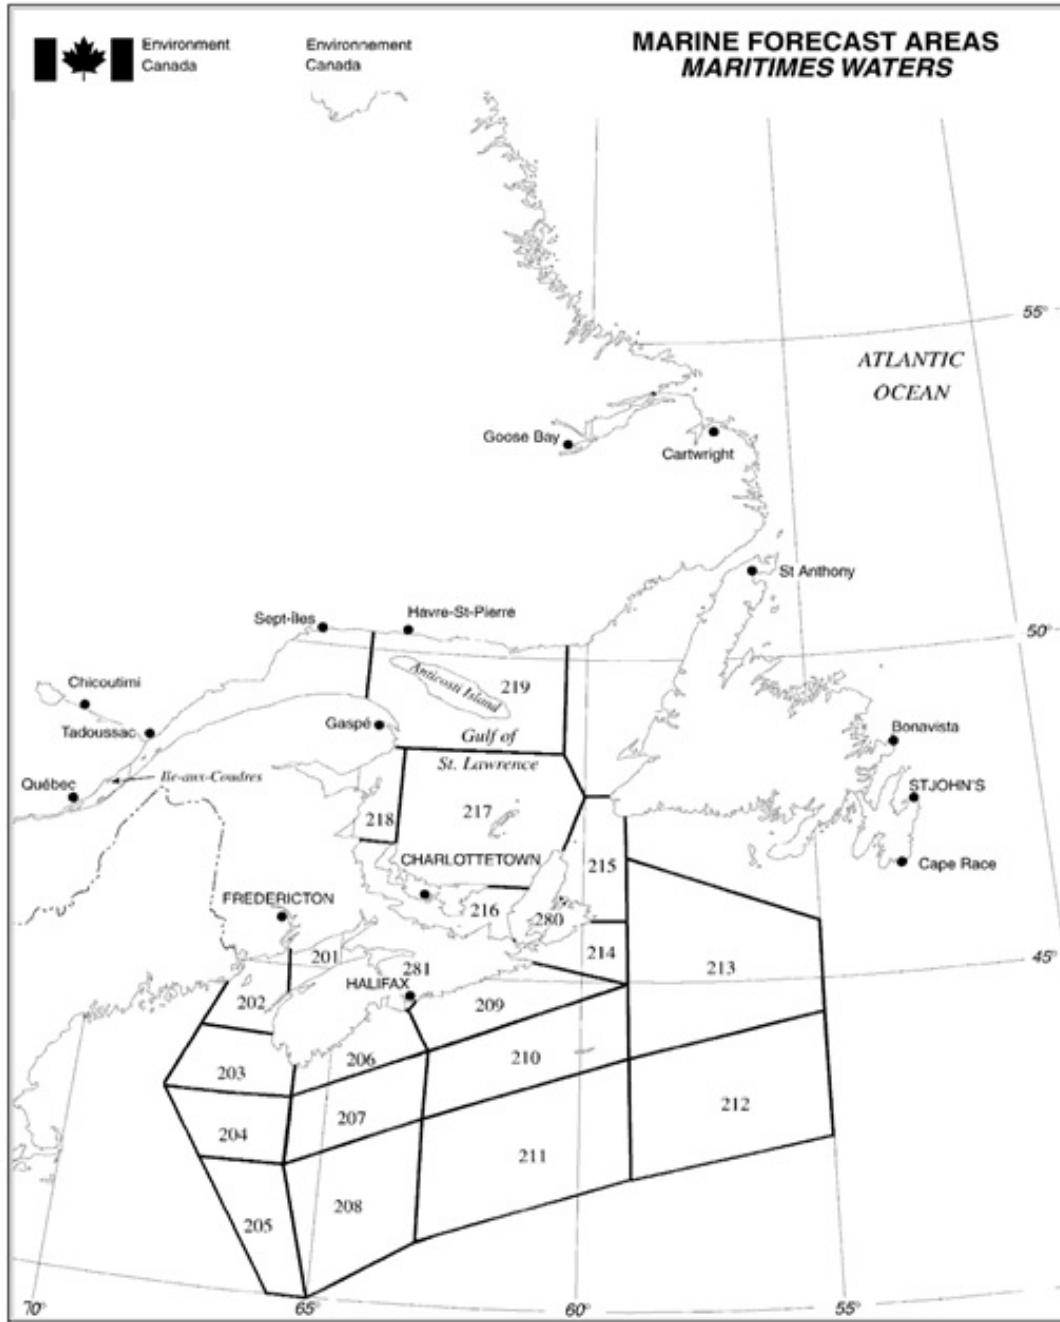 Environment
Canada
Environnement
Canada
MARINE FORECAST AREAS
MARITIMES WATERS
55°
ATLANTIC
OCEAN
Goose Bay
Cartwright
St Anthony
Sept-Îles
Havre-St-Pierre
50°
Chicoutimi
Anticosti Island
219
Tadoussac
Gaspé
Gulf of
St. Lawrence
Bonavista
Québec
Ile-aux-Coudres
STJOHN'S
218
217
CHARLOTTETOWN
215
Cape Race
FREDERICTON
216
280
201
281
214
213
45°
HALIFAX
202
209
203
206
210
204
207
212
211
205
208
70°
65°
60°
55°